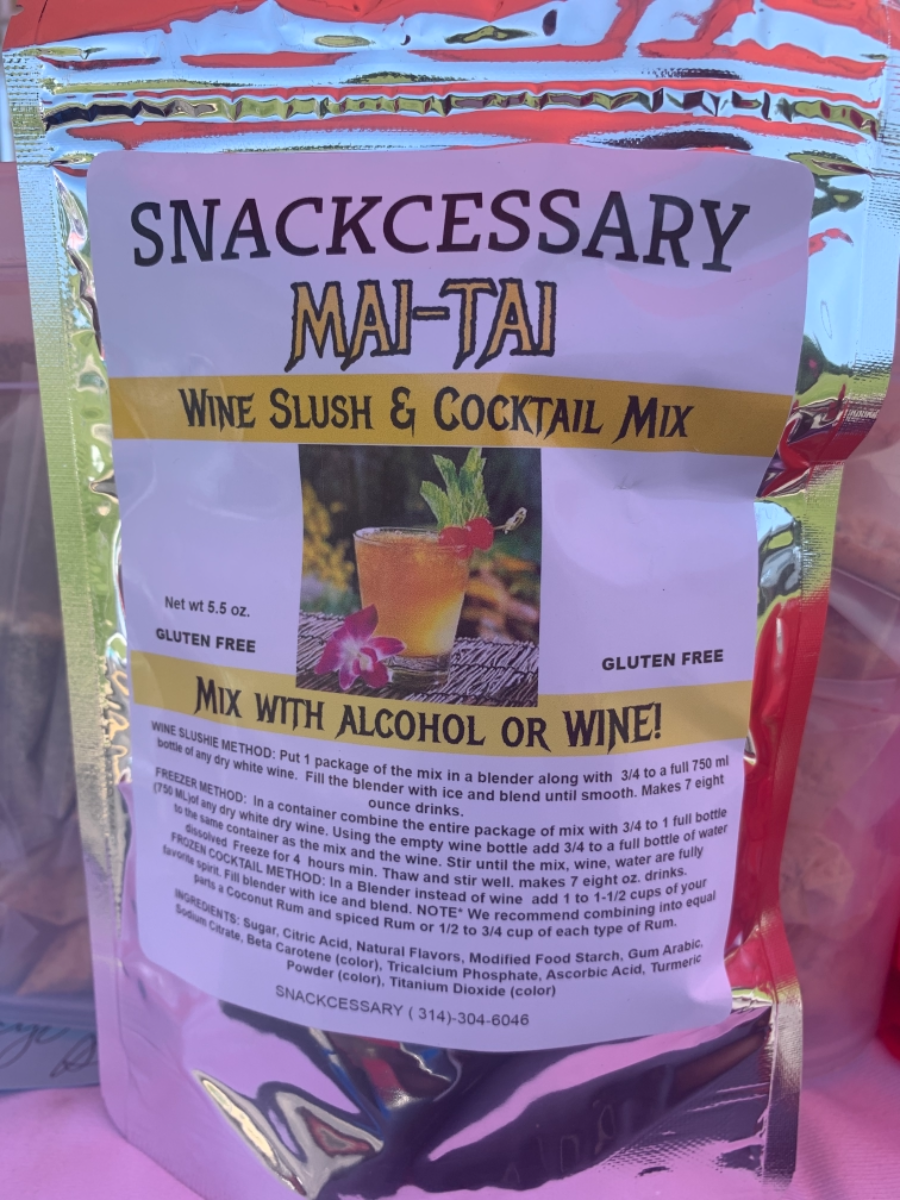 SNACKCESSARY
MAI-TAI
WINE SLUSH & COCKTAIL MIX
Net wt 5.5 oz.
GLUTEN FREE
GLUTEN FREE
MIX WITH ALCOHOL OR WINE!
WINE SLUSHIE METHOD: Put 1 package of the mix in a blender along with 3/4 to a full 750 ml
bottle of any dry white wine. Fill the blender with ice and blend until smooth. Makes 7 eight
ounce drinks.
FREEZER METHOD: In a container combine the entire package of mix with 3/4 to 1 full bottle
(750 ML)of any dry white dry wine. Using the empty wine bottle add 3/4 to a full bottle of water
to the same container as the mix and the wine. Stir until the mix, wine, water are fully
dissolved Freeze for 4 hours min. Thaw and stir well. makes 7 eight oz. drinks.
FROZEN COCKTAIL METHOD: In a Blender instead of wine add 1 to 1-1/2 cups of your
favorite spirit. Fill blender with ice and blend. NOTE* We recommend combining into equal
parts a Coconut Rum and spiced Rum or 1/2 to 3/4 cup of each type of Rum.
INGREDIENTS: Sugar, Citric Acid, Natural Flavors, Modified Food Starch, Gum Arabic,
Sodium Citrate, Beta Carotene (color), Tricalcium Phosphate, Ascorbic Acid, Turmeric
Powder (color), Titanium Dioxide (color)
SNACKCESSARY ( 314)-304-6046